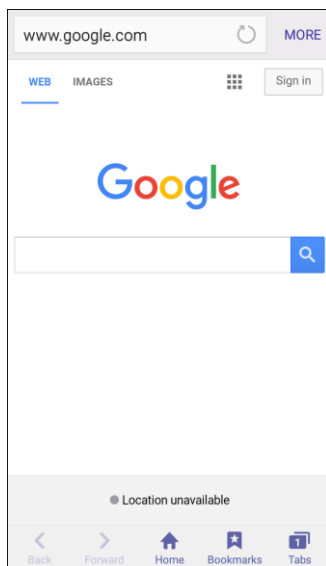 www.google.com MORE
WEB IMAGES Sign in
Google
Location unavailable
1
Back Forward Home Bookmarks Tabs